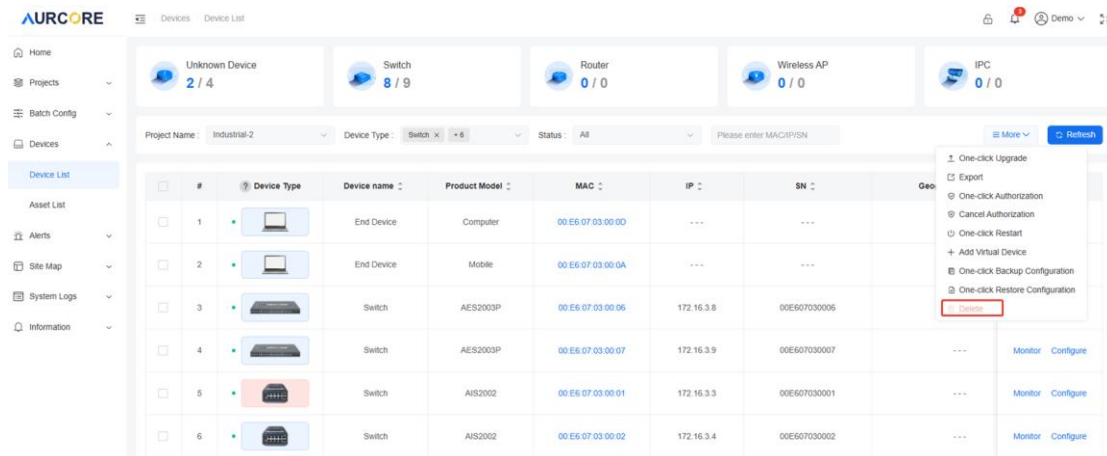 AURCORE
Devices Device List
3
Demo
Home
Projects
Batch Config
Devices
Device List
Asset List
Alerts
Site Map
System Logs
Information
Unknown Device
2 / 4
Switch
8 / 9
Router
0 / 0
Wireless AP
0 / 0
IPC
0 / 0
Project Name : Industrial-2 Device Type : Switch × + 6 Status : All Please enter MAC/IP/SN More Refresh
One-click Upgrade
Export
One-click Authorization
Cancel Authorization
One-click Restart
Add Virtual Device
One-click Backup Configuration
One-click Restore Configuration
Delete
# ? Device Type Device name Product Model MAC IP SN Geo
1 End Device Computer 00:E6:07:03:00:0D - - - - - -
2 End Device Mobile 00:E6:07:03:00:0A - - - - - -
3 Switch AES2003P 00:E6:07:03:00:06 172.16.3.8 00E607030006
4 Switch AES2003P 00:E6:07:03:00:07 172.16.3.9 00E607030007 - - - Monitor Configure
5 Switch AIS2002 00:E6:07:03:00:01 172.16.3.3 00E607030001 - - - Monitor Configure
6 Switch AIS2002 00:E6:07:03:00:02 172.16.3.4 00E607030002 - - - Monitor Configure